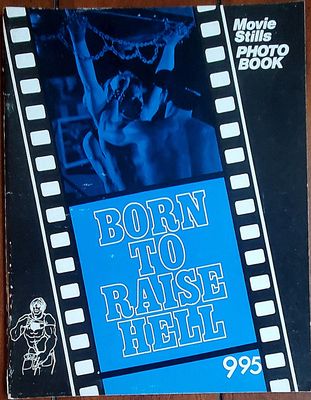 Movie
Stills
PHOTO
BOOK
BORN
TO
RAISE
HELL
995